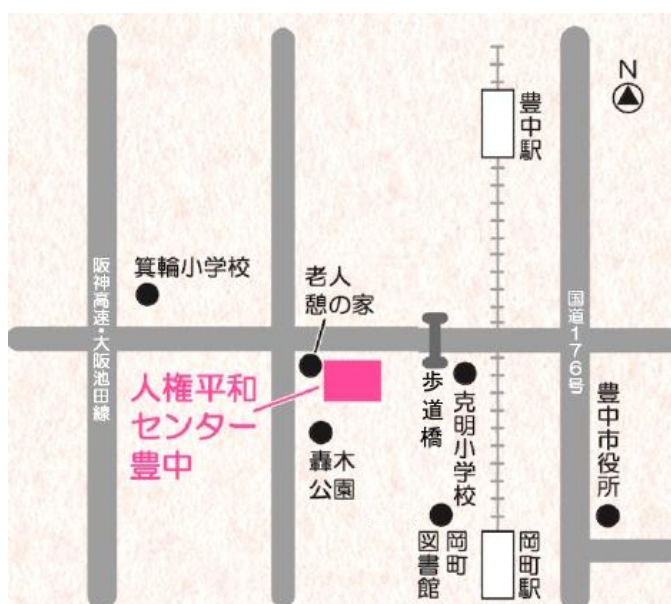 N
豊中駅
箕輪小学校
老人
憩の家
阪神高速・大阪池田線
国道176号
人権平和
センター
豊中
歩道橋
克明小学校
轟木
公園
豊中市役所
岡町
図書館
岡町駅